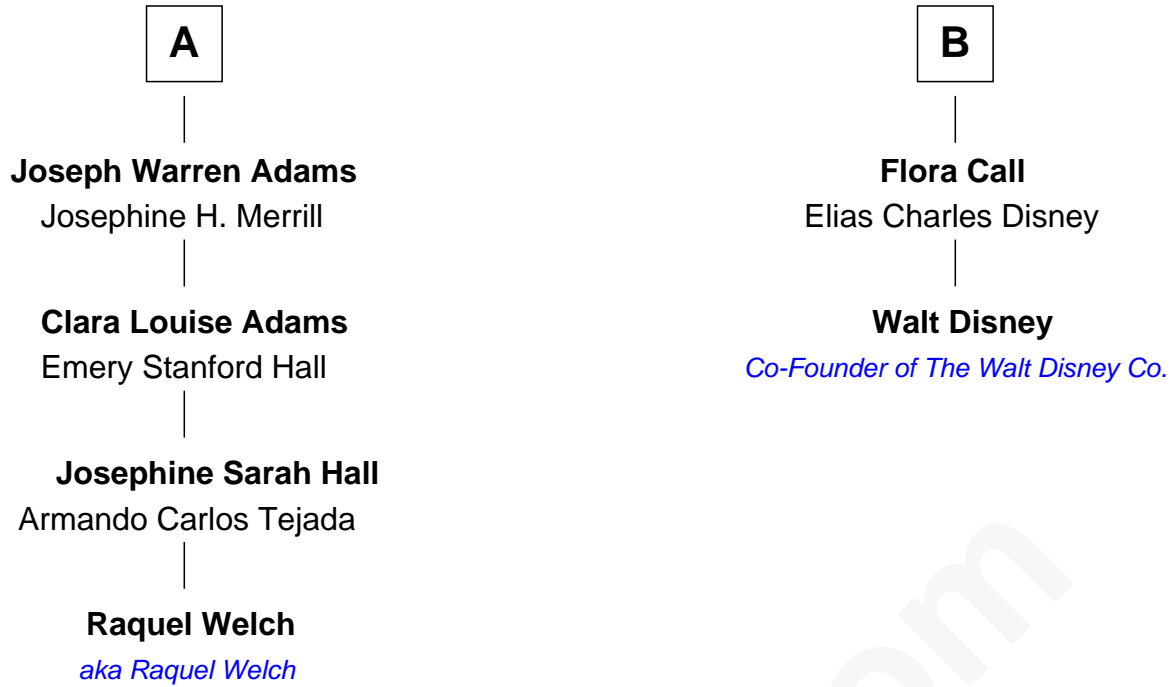 A
Joseph Warren Adams
Josephine H. Merrill
Clara Louise Adams
Emery Stanford Hall
Josephine Sarah Hall
Armando Carlos Tejada
Raquel Welch
aka Raquel Welch
B
Flora Call
Elias Charles Disney
Walt Disney
Co-Founder of The Walt Disney Co.
om